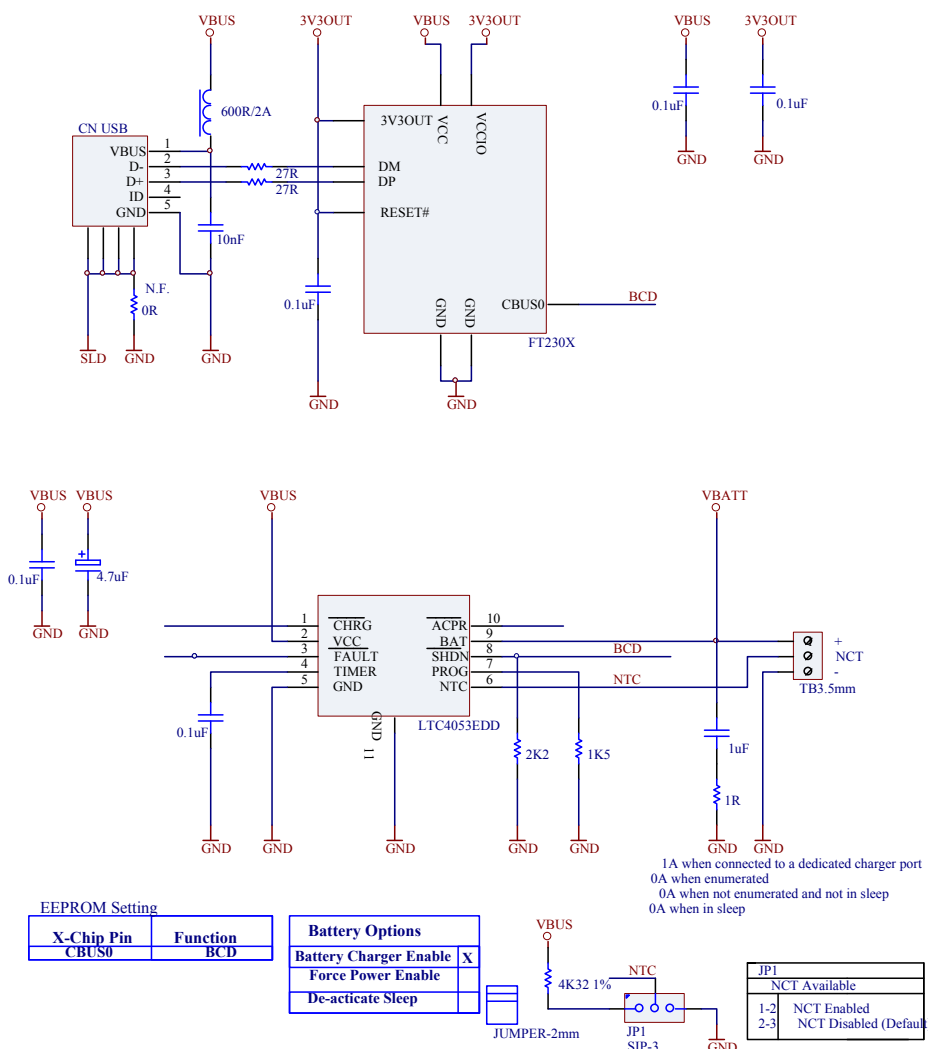 VBUS 3V3OUT VBUS 3V3OUT VBUS 3V3OUT
600R/2A
0.1uF 0.1uF
GND GND
CN USB
VBUS 1
D- 2
D+ 3
ID 4
GND 5
27R
27R
10nF
N.F.
0R
0.1uF
SLD GND GND GND
3V3OUT VCC VCCIO
DM
DP
RESET#
CBUS0 BCD
GND GND
FT230X
GND
VBUS VBUS VBUS VBATT
0.1uF 4.7uF
GND GND
1 CHRG ACPR 10
2 VCC BAT 9
3 FAULT SHDN 8 BCD
4 TIMER PROG 7
5 GND NTC 6 NTC
GND 11
LTC4053EDD
+
NCT
-
TB3.5mm
0.1uF 2K2 1K5 1uF
1R
GND GND GND GND GND GND GND
1A when connected to a dedicated charger port
0A when enumerated
0A when not enumerated and not in sleep
0A when in sleep
EEPROM Setting
X-Chip Pin Function
CBUS0 BCD
Battery Options
Battery Charger Enable X
Force Power Enable
De-acticate Sleep
JUMPER-2mm
VBUS
4K32 1%
NTC
JP1
SIP-3
GND
JP1
NCT Available
1-2 NCT Enabled
2-3 NCT Disabled (Default